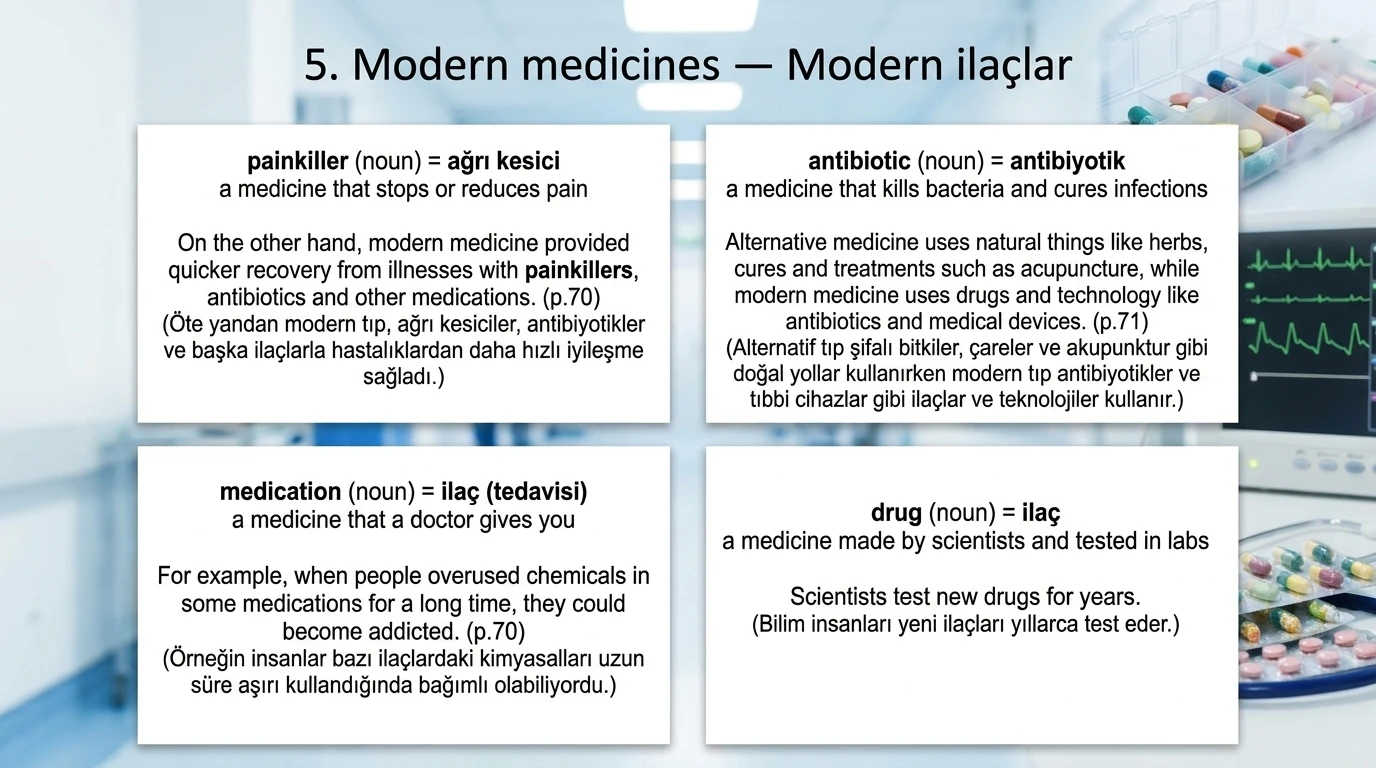 5. Modern medicines — Modern ilaçlar
painkiller (noun) = ağrı kesici
a medicine that stops or reduces pain
On the other hand, modern medicine provided
quicker recovery from illnesses with painkillers,
antibiotics and other medications. (p.70)
(Öte yandan modern tıp, ağrı kesiciler, antibiyotikler
ve başka ilaçlarla hastalıklardan daha hızlı iyileşme
sağladı.)
antibiotic (noun) = antibiyotik
a medicine that kills bacteria and cures infections
Alternative medicine uses natural things like herbs,
cures and treatments such as acupuncture, while
modern medicine uses drugs and technology like
antibiotics and medical devices. (p.71)
(Alternatif tıp şifalı bitkiler, çareler ve akupunktur gibi
doğal yollar kullanırken modern tıp antibiyotikler ve
tıbbi cihazlar gibi ilaçlar ve teknolojiler kullanır.)
medication (noun) = ilaç (tedavisi)
a medicine that a doctor gives you
For example, when people overused chemicals in
some medications for a long time, they could
become addicted. (p.70)
(Örneğin insanlar bazı ilaçlardaki kimyasalları uzun
süre aşırı kullandığında bağımlı olabiliyordu.)
drug (noun) = ilaç
a medicine made by scientists and tested in labs
Scientists test new drugs for years.
(Bilim insanları yeni ilaçları yıllarca test eder.)